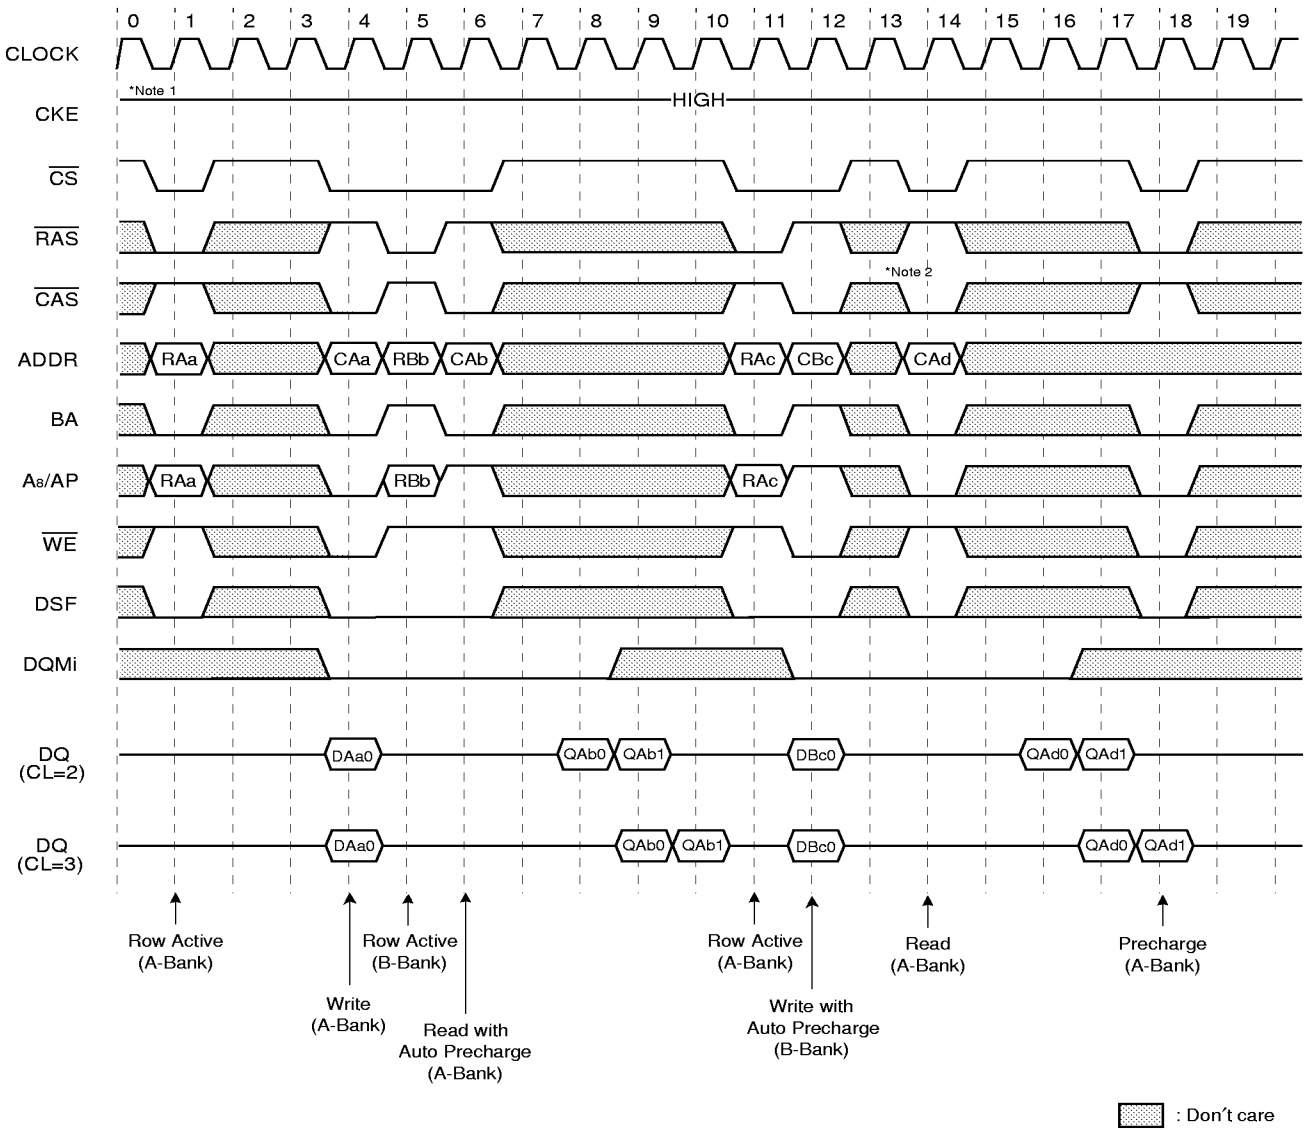 0 1 2 3 4 5 6 7 8 9 10 11 12 13 14 15 16 17 18 19
CLOCK
*Note 1
HIGH
CKE
CS
RAS
*Note 2
CAS
ADDR RAa CAa RBb CAb RAc CBc CAd
BA
A8/AP RAa RBb RAc
WE
DSF
DQMi
DQ
(CL=2)
DAa0 QAb0 QAb1 DBc0 QAd0 QAd1
DQ
(CL=3)
DAa0 QAb0 QAb1 DBc0 QAd0 QAd1
Row Active
(A-Bank)
Write
(A-Bank)
Row Active
(B-Bank)
Read with
Auto Precharge
(A-Bank)
Row Active
(A-Bank)
Write with
Auto Precharge
(B-Bank)
Read
(A-Bank)
Precharge
(A-Bank)
: Don't care